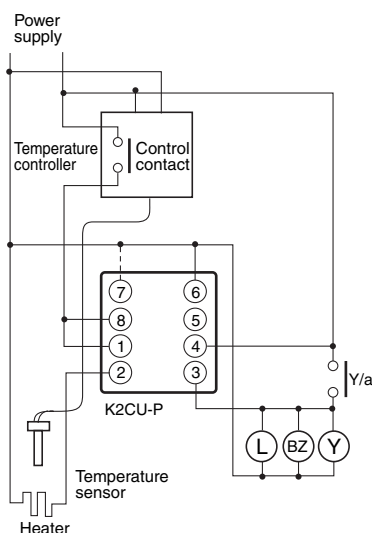 Power
supply
Temperature
controller
Control
contact
7
6
8
5
1
4
2
3
K2CU-P
Y/a
L
BZ
Y
Temperature
sensor
Heater